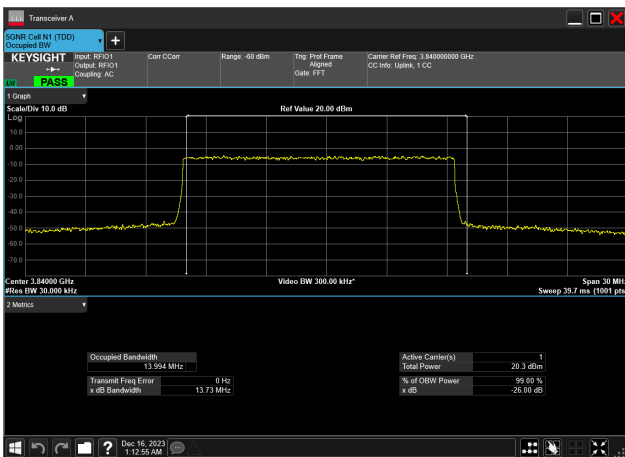 Transceiver A
5GNR Cell N1 (TDD)
Occupied BW
KEYSIGHT
Input: RFIO1
Output: RFIO1
Coupling: AC
Corr CCorr
Range: -60 dBm
Trig: Prot Frame
Aligned
Gate: FFT
Carrier Ref Freq: 3.840000000 GHz
CC Info: Uplink, 1 CC
PASS
1 Graph
Scale/Div 10.0 dB
Ref Value 20.00 dBm
Log
10.0
0.00
-10.0
-20.0
-30.0
-40.0
-50.0
-60.0
-70.0
Center 3.84000 GHz
Video BW 300.00 kHz*
Span 30 MHz
#Res BW 30.000 kHz
Sweep 39.7 ms (1001 pts)
2 Metrics
Occupied Bandwidth
13.994 MHz
Transmit Freq Error 0 Hz
x dB Bandwidth 13.73 MHz
Active Carrier(s) 1
Total Power 20.3 dBm
% of OBW Power 99.00 %
x dB -26.00 dB
Dec 16, 2023
1:12:55 AM